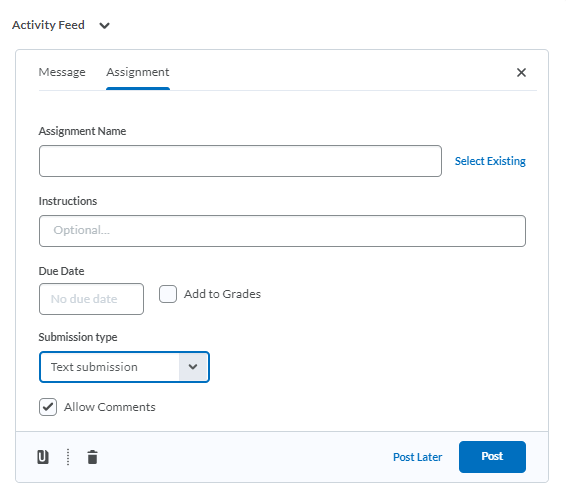 Activity Feed
Message Assignment
Assignment Name
Select Existing
Instructions
Optional...
Due Date
No due date Add to Grades
Submission type
Text submission
Allow Comments
Post Later Post